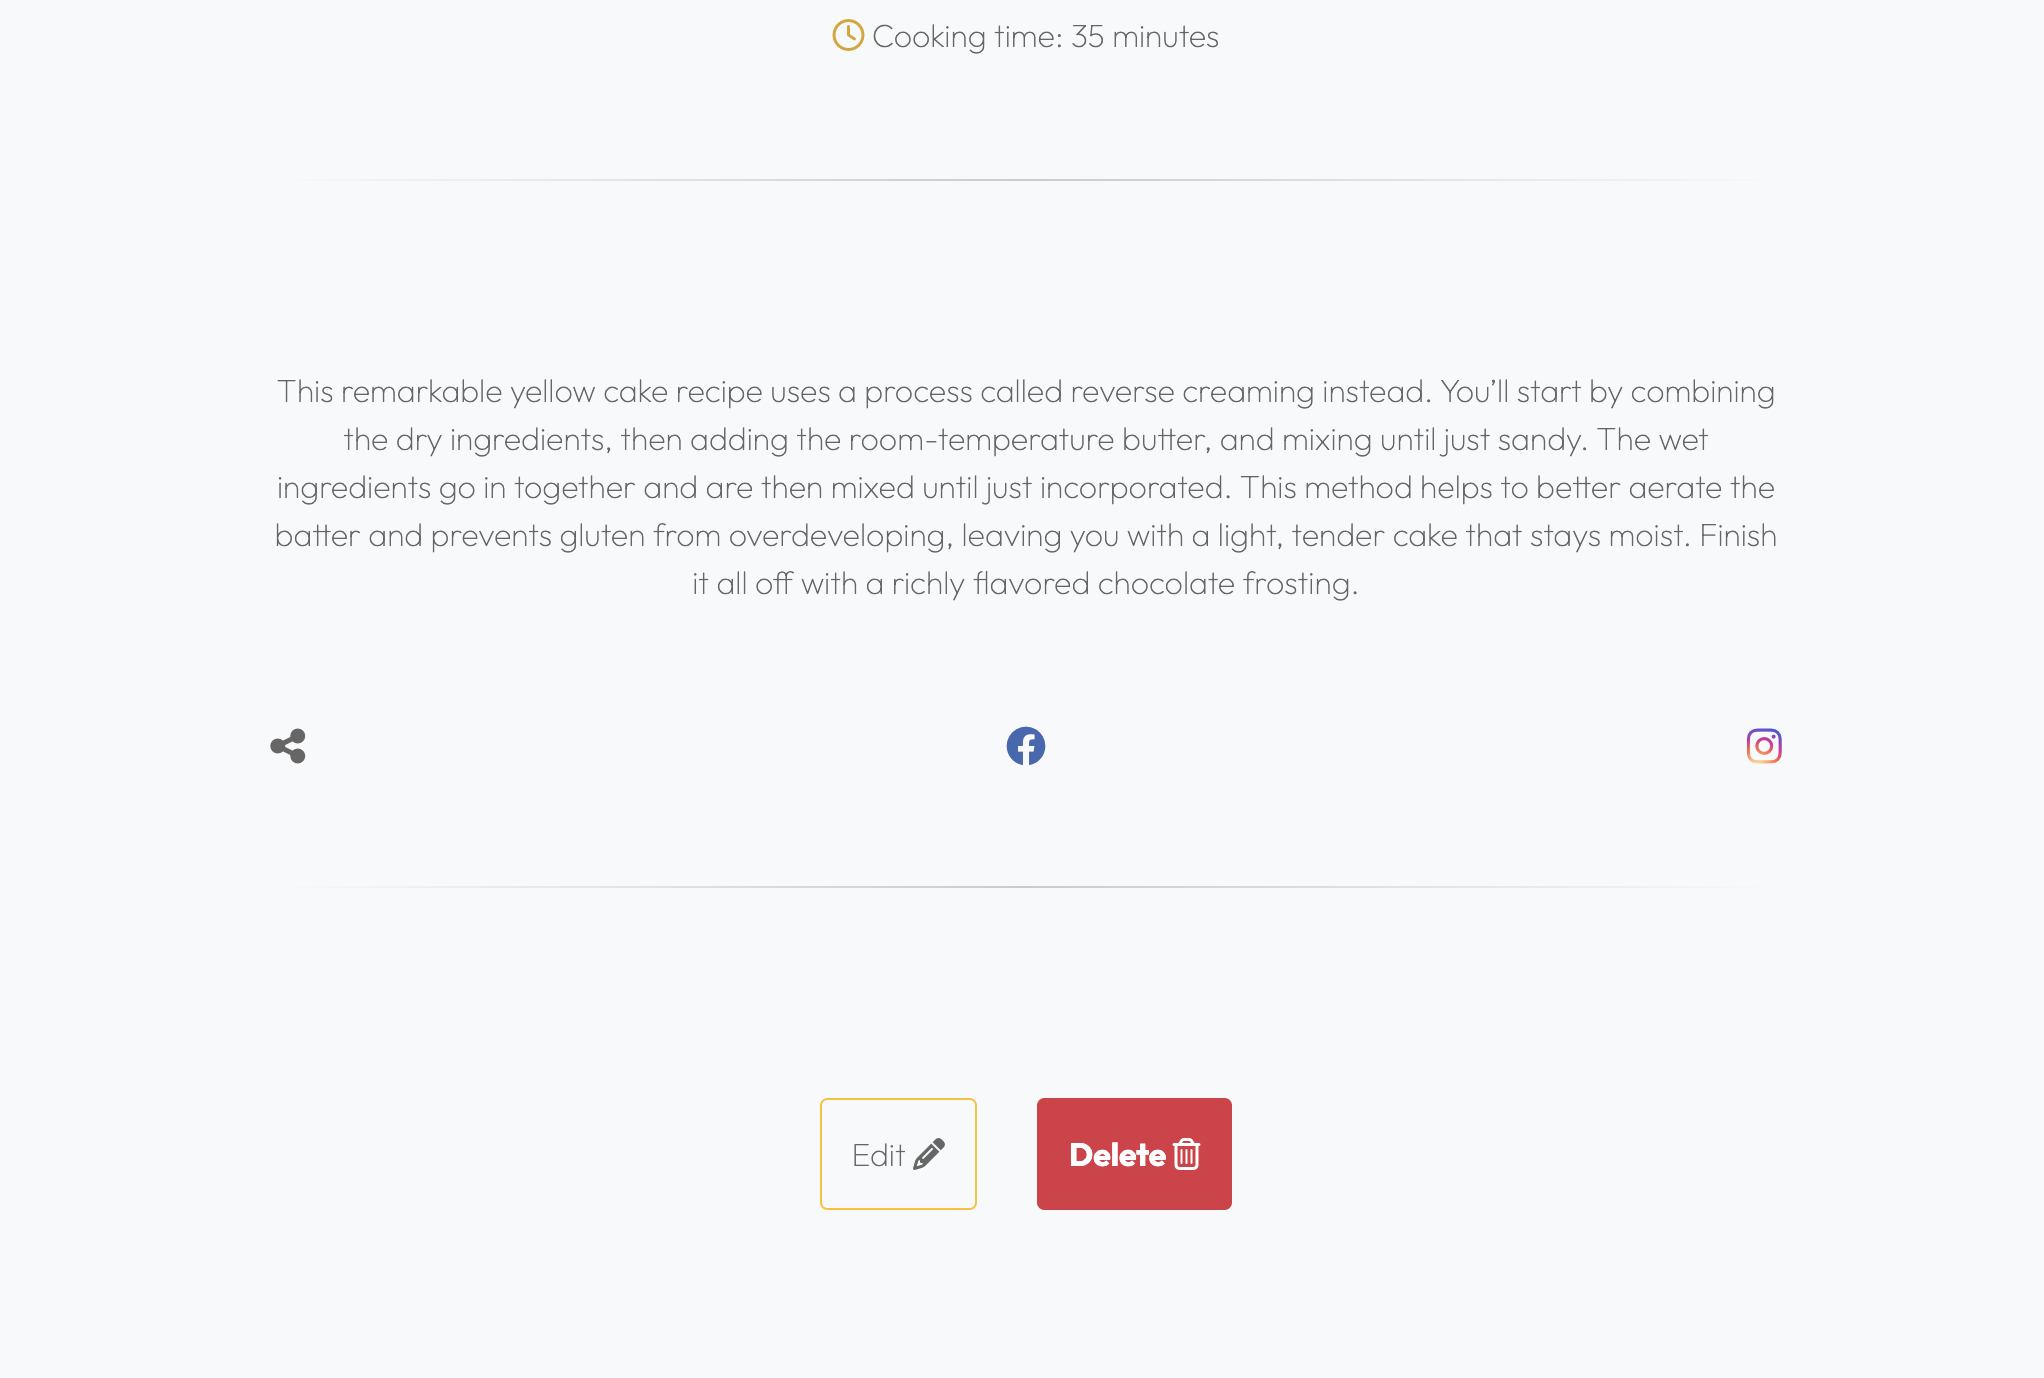 Cooking time: 35 minutes
This remarkable yellow cake recipe uses a process called reverse creaming instead. You’ll start by combining
the dry ingredients, then adding the room-temperature butter, and mixing until just sandy. The wet
ingredients go in together and are then mixed until just incorporated. This method helps to better aerate the
batter and prevents gluten from overdeveloping, leaving you with a light, tender cake that stays moist. Finish
it all off with a richly flavored chocolate frosting.
Edit
Delete